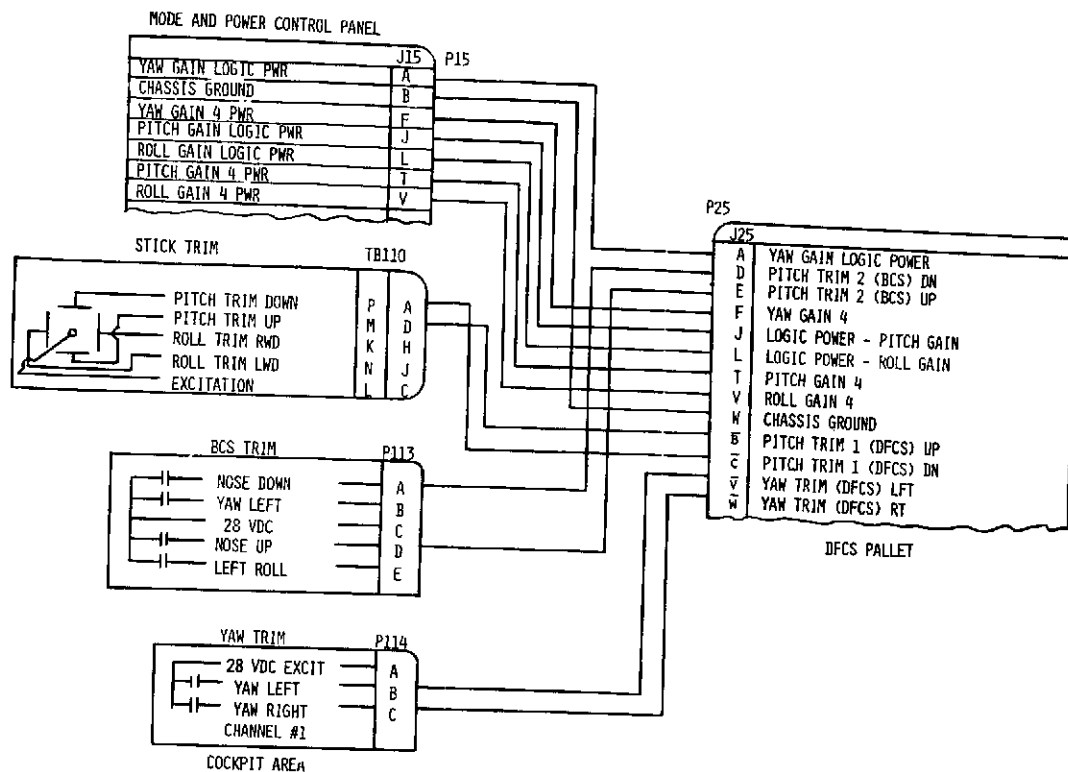 MODE AND POWER CONTROL PANEL
J15 P15
YAW GAIN LOGIC PWR A
CHASSIS GROUND B
YAW GAIN 4 PWR F
PITCH GAIN LOGIC PWR J
ROLL GAIN LOGIC PWR L
PITCH GAIN 4 PWR T
ROLL GAIN 4 PWR V
STICK TRIM TB110
PITCH TRIM DOWN P A
PITCH TRIM UP M D
ROLL TRIM RWD K H
ROLL TRIM LWD N J
EXCITATION L C
BCS TRIM P113
NOSE DOWN A
YAW LEFT B
28 VDC C
NOSE UP D
LEFT ROLL E
YAW TRIM P114
28 VDC EXCIT A
YAW LEFT B
YAW RIGHT C
CHANNEL #1
COCKPIT AREA
P25
J25
A YAW GAIN LOGIC POWER
D PITCH TRIM 2 (BCS) DN
E PITCH TRIM 2 (BCS) UP
F YAW GAIN 4
J LOGIC POWER - PITCH GAIN
L LOGIC POWER - ROLL GAIN
T PITCH GAIN 4
V ROLL GAIN 4
W CHASSIS GROUND
B̅ PITCH TRIM 1 (DFCS) UP
C̅ PITCH TRIM 1 (DFCS) DN
V̅ YAW TRIM (DFCS) LFT
W̅ YAW TRIM (DFCS) RT
DFCS PALLET